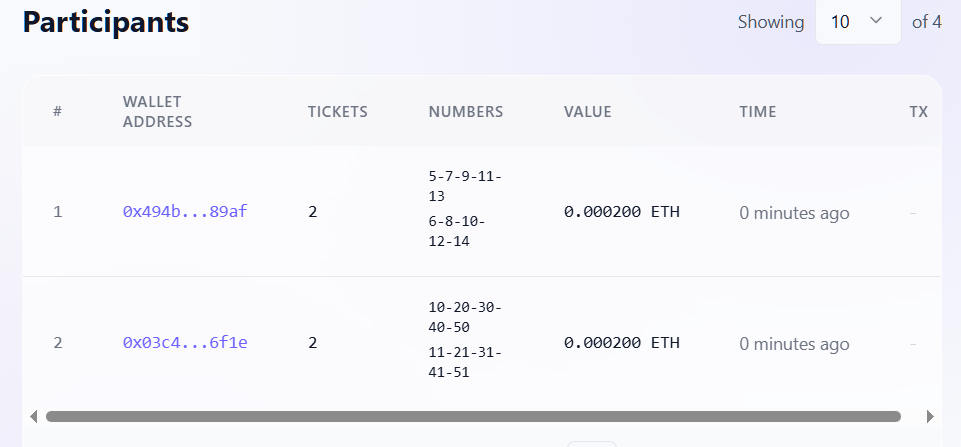 Participants
Showing 10 of 4
# WALLET ADDRESS TICKETS NUMBERS VALUE TIME TX
1 0x494b...89af 2 5-7-9-11-13 0.000200 ETH 0 minutes ago -
6-8-10-12-14
2 0x03c4...6f1e 2 10-20-30-40-50 0.000200 ETH 0 minutes ago -
11-21-31-41-51